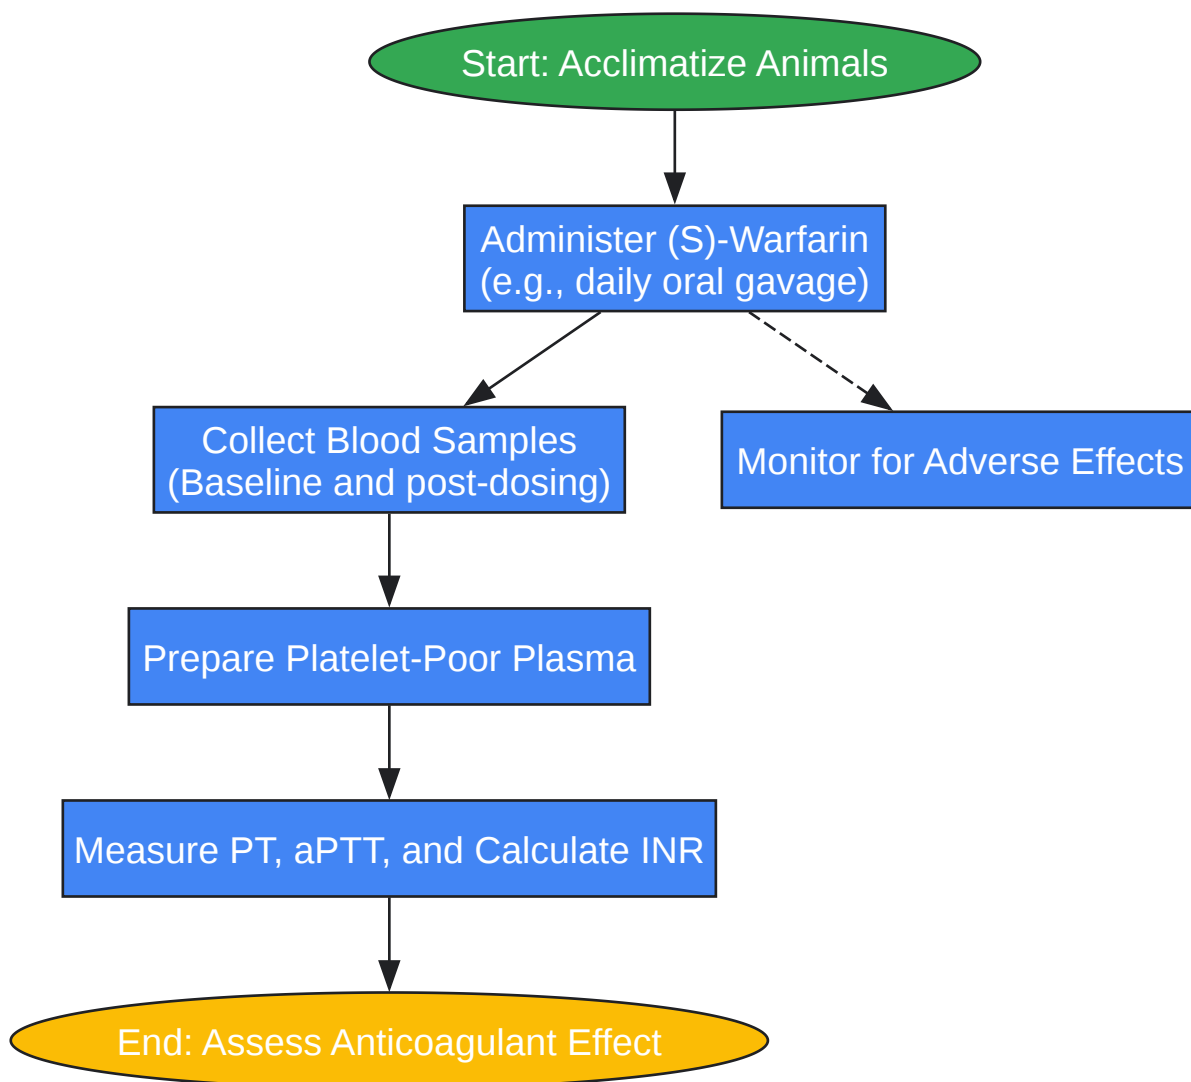 Start: Acclimatize Animals
Administer (S)-Warfarin
(e.g., daily oral gavage)
Collect Blood Samples
(Baseline and post-dosing)
Monitor for Adverse Effects
Prepare Platelet-Poor Plasma
Measure PT, aPTT, and Calculate INR
End: Assess Anticoagulant Effect